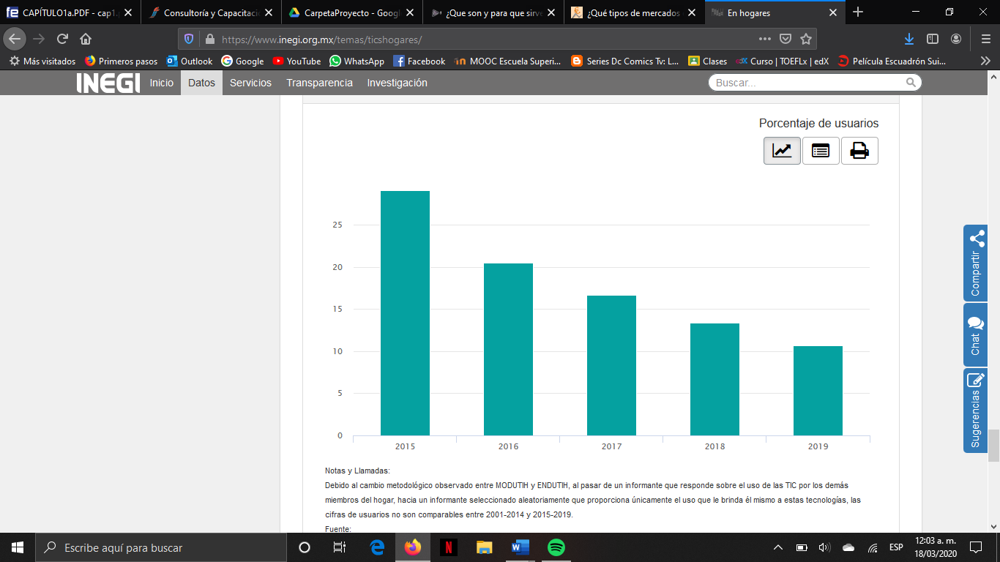 CAPÍTULO1a.PDF - cap1.
Consultoría y Capacitaci
CarpetaProyecto - Googl
¿Que son y para que sirve
¿Qué tipos de mercados
En hogares
https://www.inegi.org.mx/temas/ticshogares/
Más visitados Primeros pasos Outlook Google YouTube WhatsApp Facebook MOOC Escuela Superi... Series Dc Comics Tv: L... Clases Curso | TOEFLx | edX Película Escuadrón Sui...
INEGI Inicio Datos Servicios Transparencia Investigación Buscar...
Porcentaje de usuarios
25
20
15
10
5
0
2015 2016 2017 2018 2019
Compartir
Chat
Sugerencias
Notas y Llamadas:
Debido al cambio metodológico observado entre MODUTIH y ENDUTIH, al pasar de un informante que responde sobre el uso de las TIC por los demás
miembros del hogar, hacia un informante seleccionado aleatoriamente que proporciona únicamente el uso que le brinda él mismo a estas tecnologías, las
cifras de usuarios no son comparables entre 2001-2014 y 2015-2019.
Fuente:
Escribe aquí para buscar
ESP
12:03 a. m.
18/03/2020